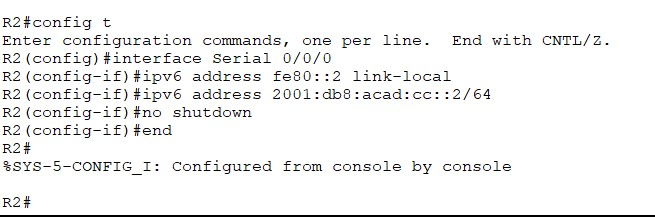 R2#config t
Enter configuration commands, one per line.  End with CNTL/Z.
R2(config)#interface Serial 0/0/0
R2(config-if)#ipv6 address fe80::2 link-local
R2(config-if)#ipv6 address 2001:db8:acad:cc::2/64
R2(config-if)#no shutdown
R2(config-if)#end
R2#
%SYS-5-CONFIG_I: Configured from console by console
R2#